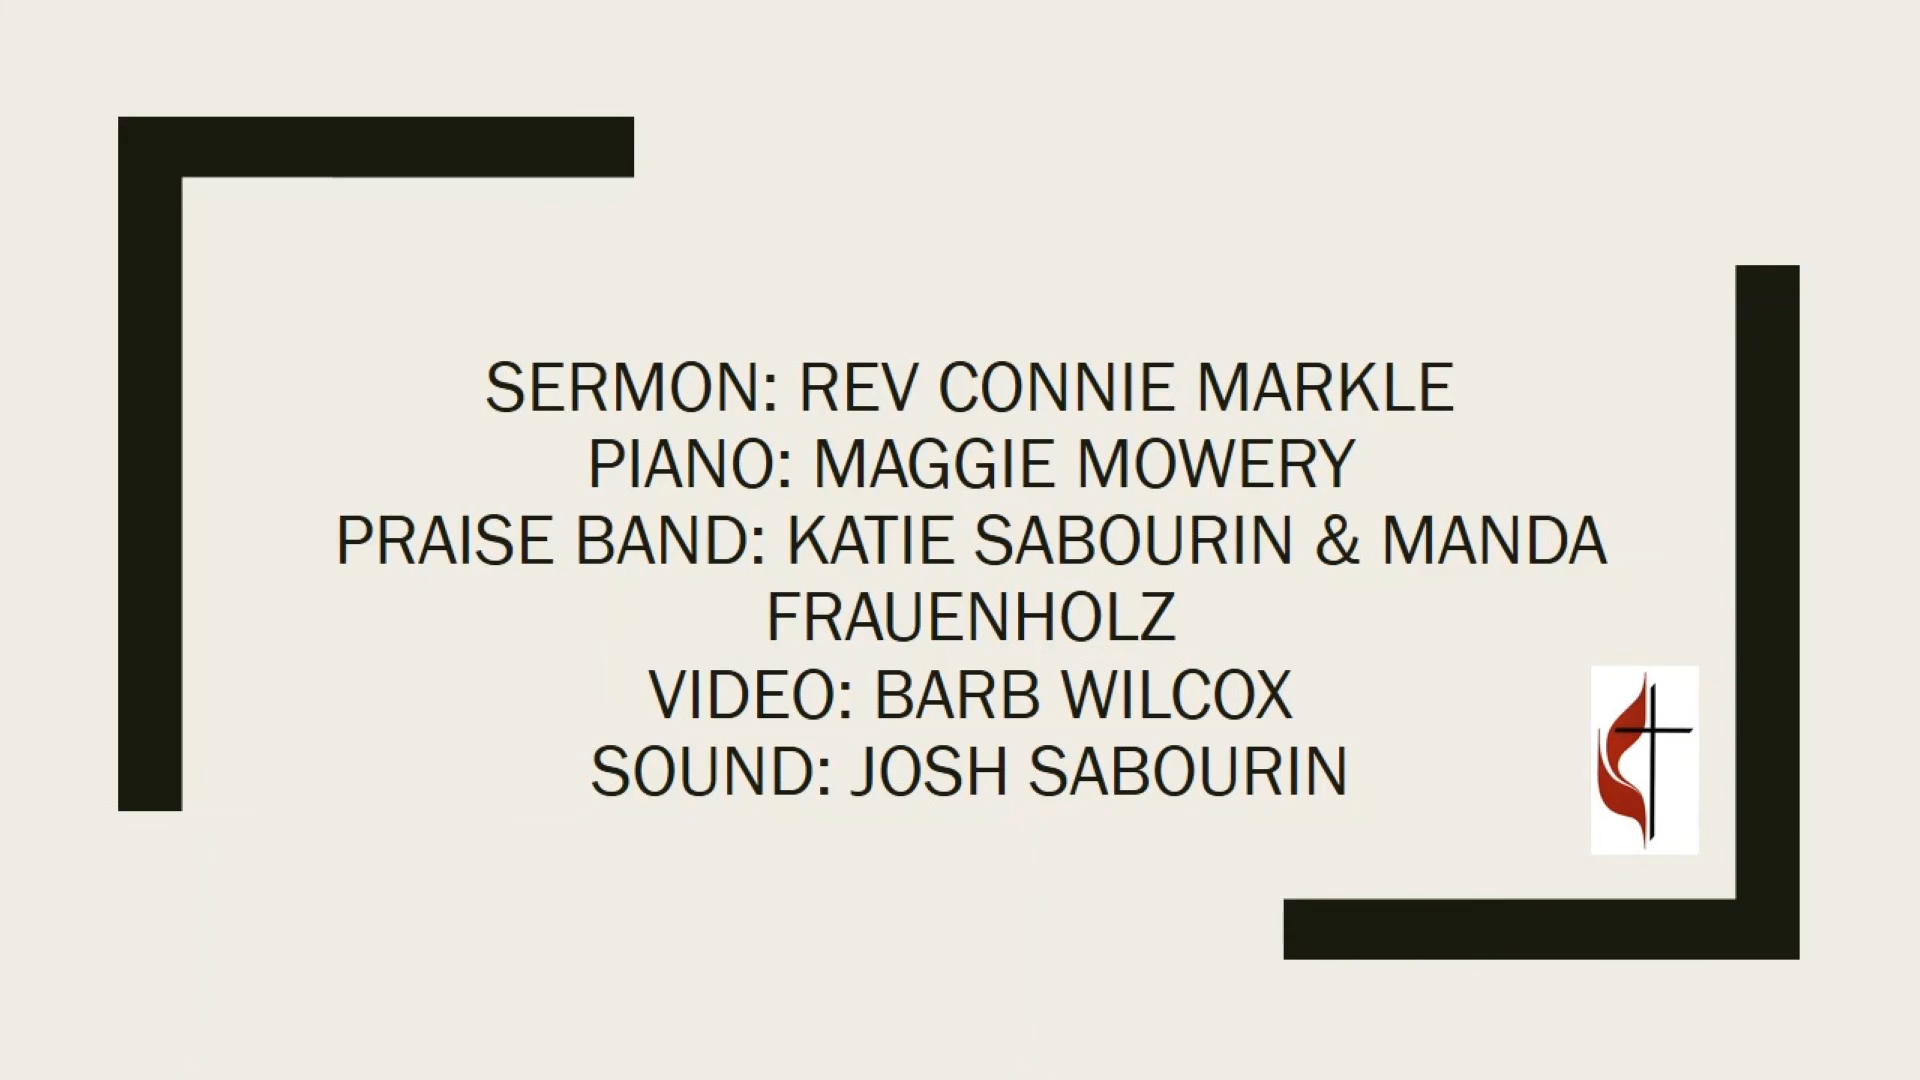 SERMON: REV CONNIE MARKLE
PIANO: MAGGIE MOWERY
PRAISE BAND: KATIE SABOURIN & MANDA
FRAUENHOLZ
VIDEO: BARB WILCOX
SOUND: JOSH SABOURIN